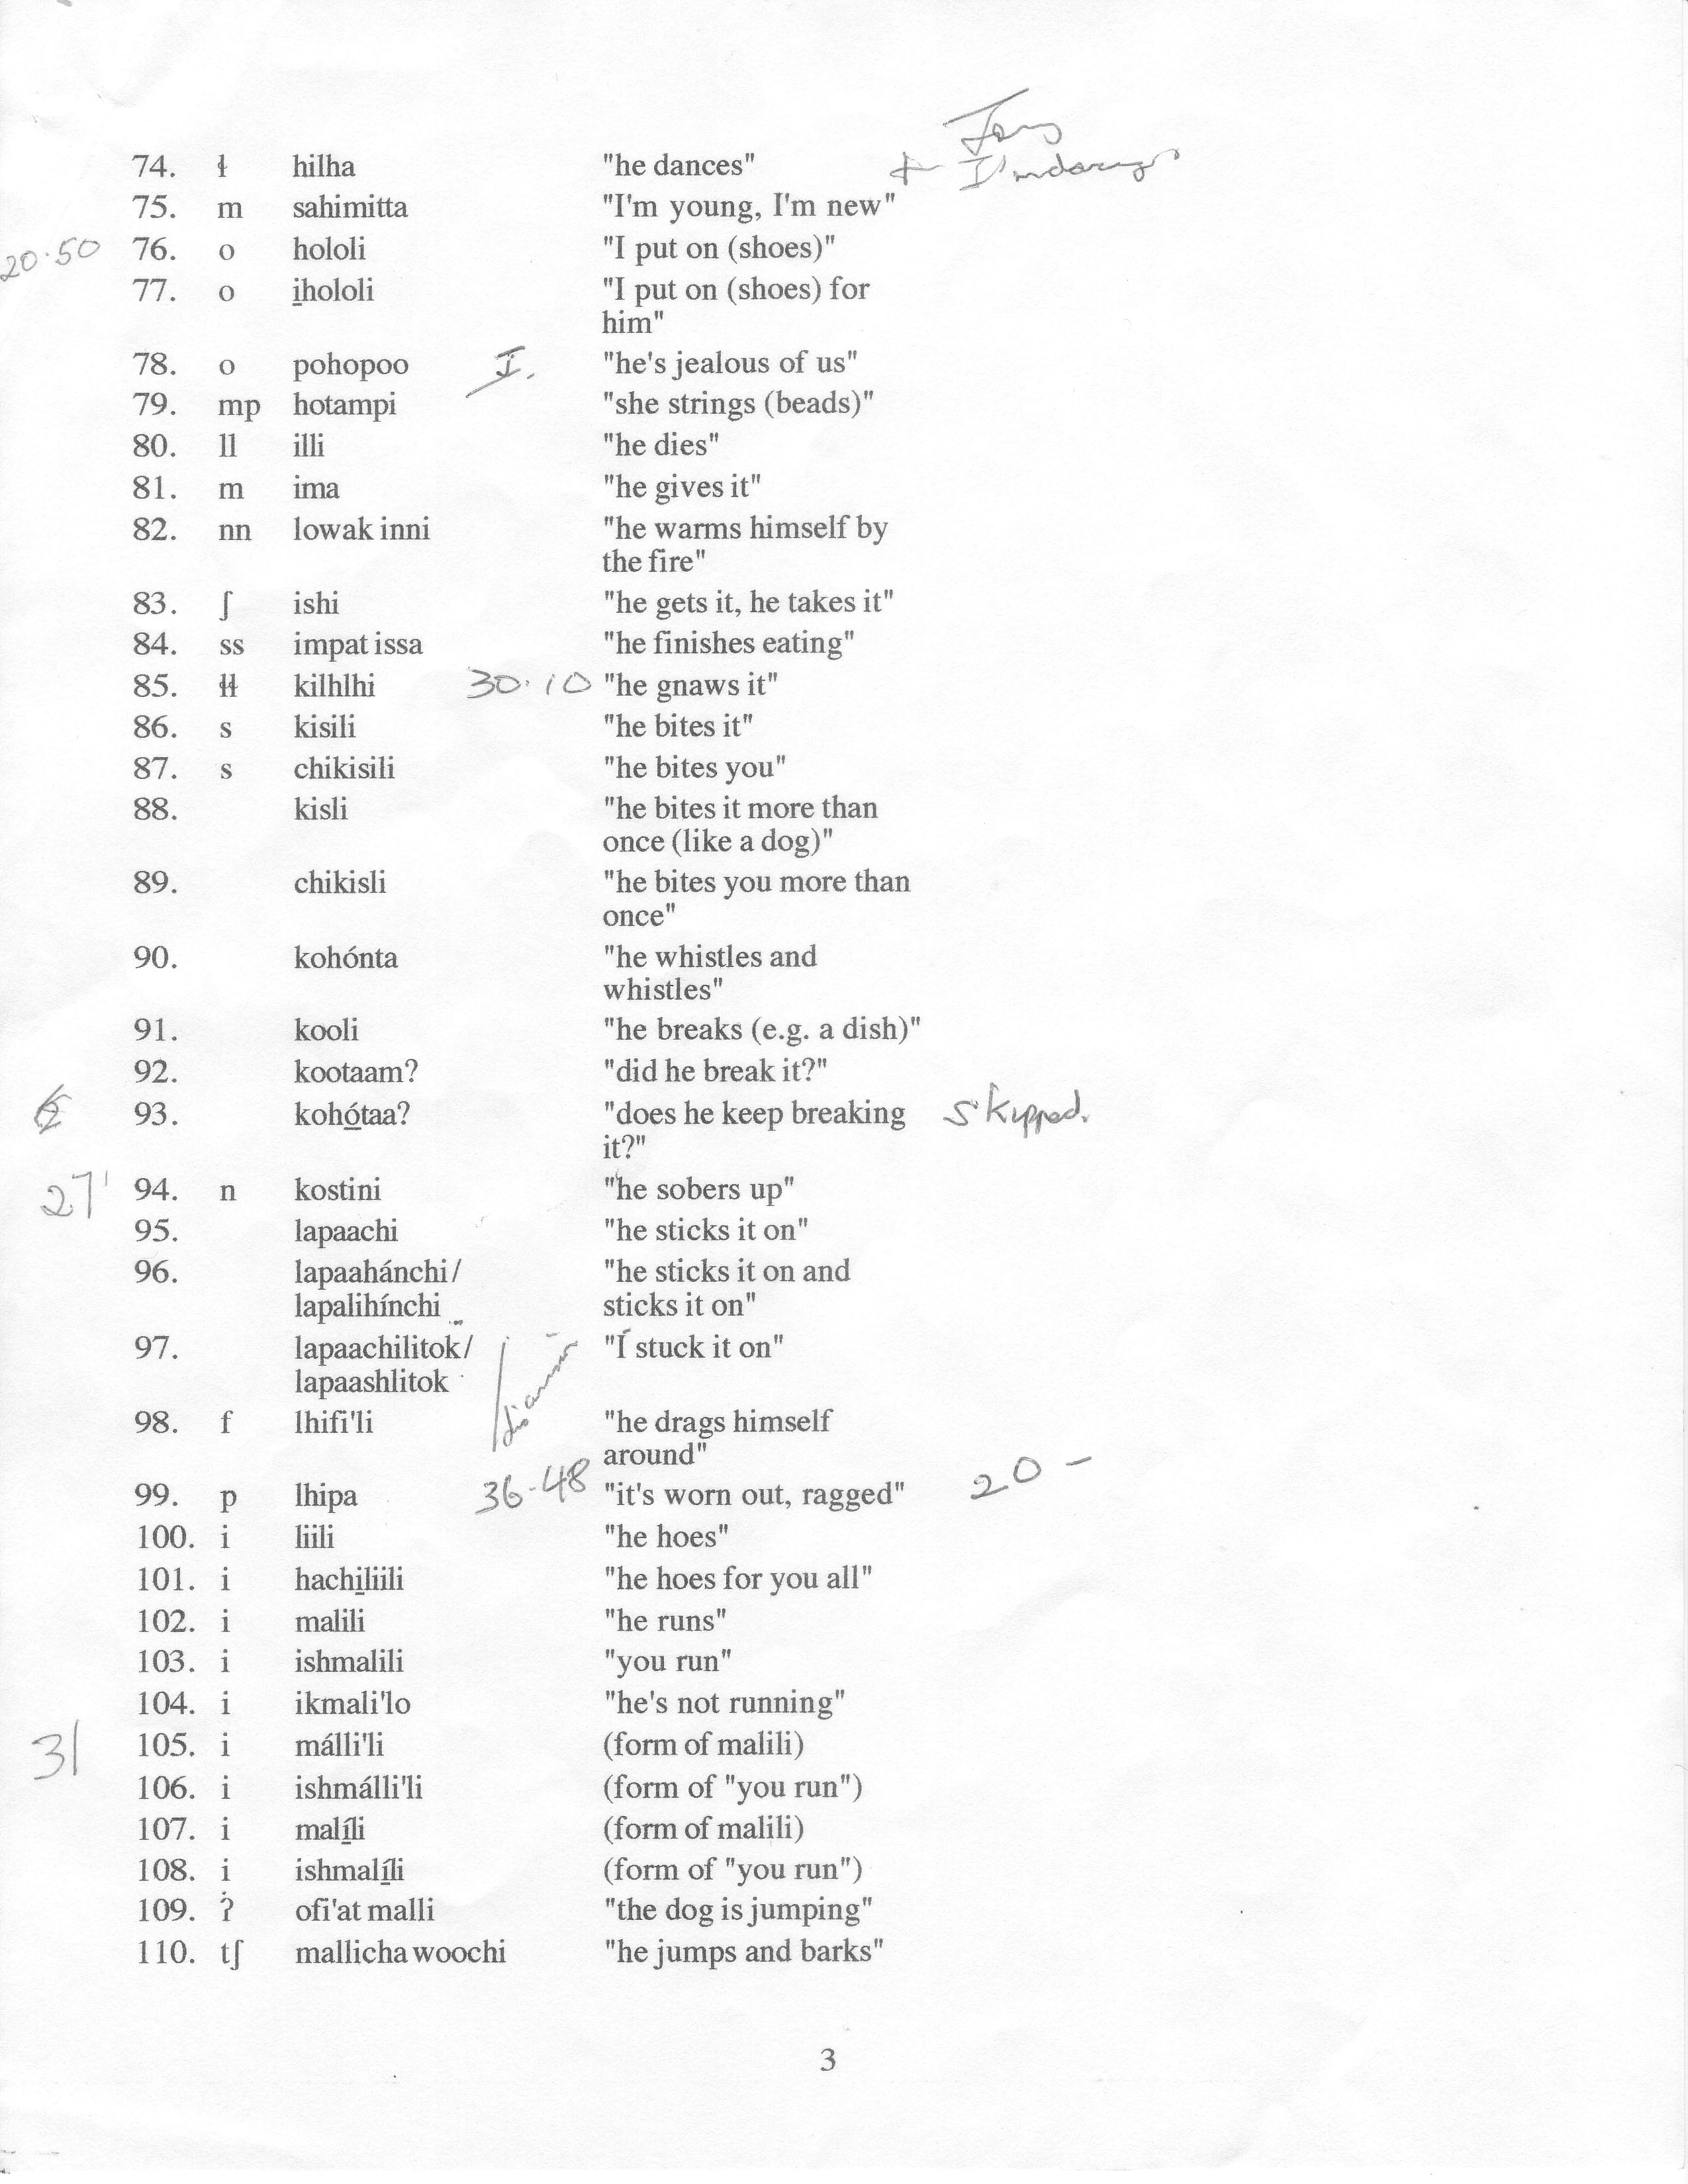 74. ɬ hilha "he dances" + I'm dancing
75. m sahimitta "I'm young, I'm new"
20.50 76. o hololi "I put on (shoes)"
77. o i̱hololi "I put on (shoes) for
him"
78. o pohopoo I. "he's jealous of us"
79. mp hotampi "she strings (beads)"
80. ll illi "he dies"
81. m ima "he gives it"
82. nn lowak inni "he warms himself by
the fire"
83. ʃ ishi "he gets it, he takes it"
84. ss impat issa "he finishes eating"
85. ɬɬ kilhlhi 30.10 "he gnaws it"
86. s kisili "he bites it"
87. s chikisili "he bites you"
88. kisli "he bites it more than
once (like a dog)"
89. chikisli "he bites you more than
once"
90. kohónta "he whistles and
whistles"
91. kooli "he breaks (e.g. a dish)"
92. kootaam? "did he break it?"
93. kohó̱taa? "does he keep breaking skipped.
it?"
27' 94. n kostini "he sobers up"
95. lapaachi "he sticks it on"
96. lapaahánchi/ "he sticks it on and
lapalihínchi sticks it on"
97. lapaachilitok/ "I stuck it on"
lapaashlitok
98. f lhifi'li "he drags himself
around"
99. p lhipa 36-48 "it's worn out, ragged" 20 -
100. i liili "he hoes"
101. i hachi̱liili "he hoes for you all"
102. i malili "he runs"
103. i ishmalili "you run"
104. i ikmali'lo "he's not running"
31 105. i málli'li (form of malili)
106. i ishmálli'li (form of "you run")
107. i malí̱li (form of malili)
108. i ishmalí̱li (form of "you run")
109. ʔ ofi'at malli "the dog is jumping"
110. tʃ mallicha woochi "he jumps and barks"
3